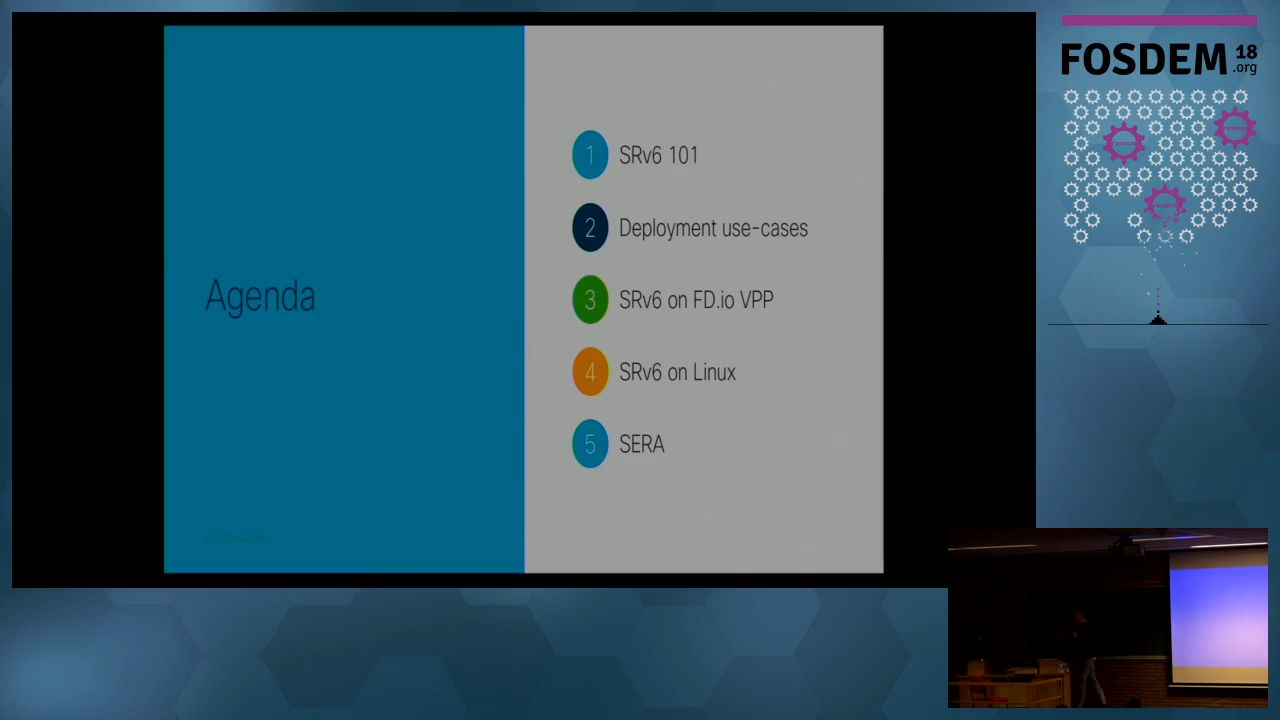 Agenda
1 SRv6 101
2 Deployment use-cases
3 SRv6 on FD.io VPP
4 SRv6 on Linux
5 SERA
FOSDEM 18
.org